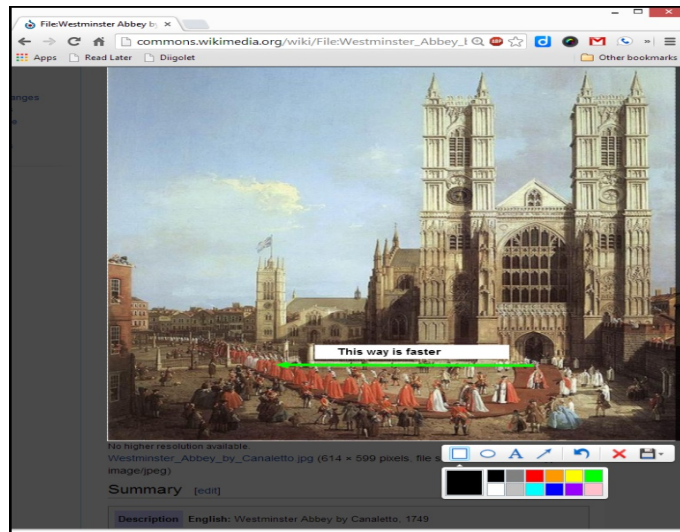 File:Westminster Abbey by
commons.wikimedia.org/wiki/File:Westminster_Abbey_
Apps Read Later Diigolet Other bookmarks
anges
This way is faster
No higher resolution available.
Westminster_Abbey_by_Canaletto.jpg (614 × 599 pixels, file s
image/jpeg)
Summary [edit]
Description English: Westminster Abbey by Canaletto, 1749